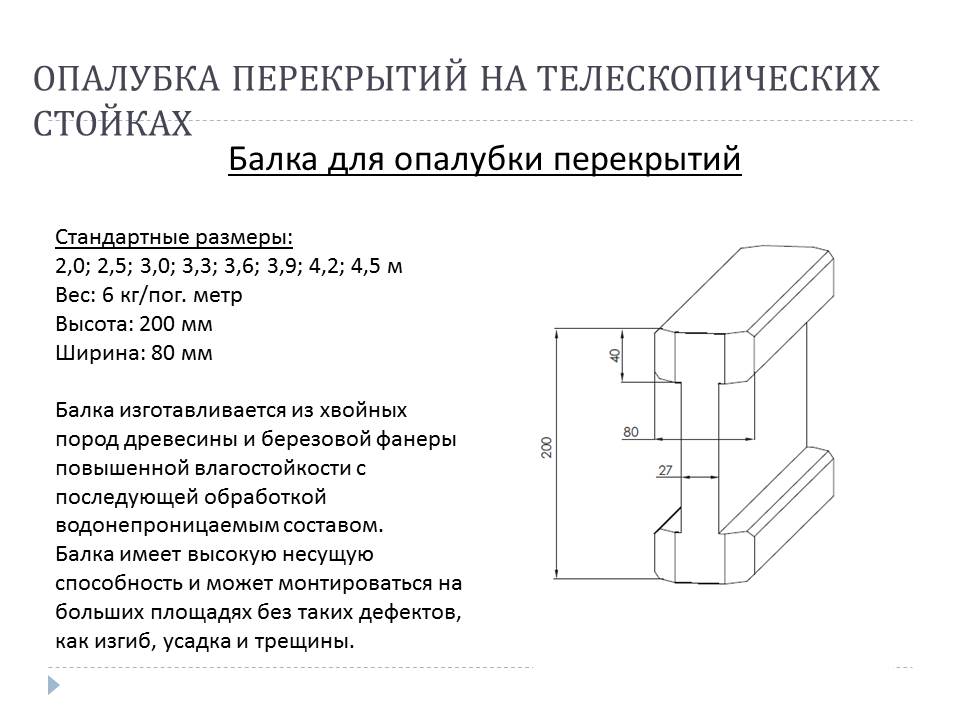 ОПАЛУБКА ПЕРЕКРЫТИЙ НА ТЕЛЕСКОПИЧЕСКИХ
СТОЙКАХ
Балка для опалубки перекрытий
Стандартные размеры:
2,0; 2,5; 3,0; 3,3; 3,6; 3,9; 4,2; 4,5 м
Вес: 6 кг/пог. метр
Высота: 200 мм
Ширина: 80 мм
Балка изготавливается из хвойных
пород древесины и березовой фанеры
повышенной влагостойкости с
последующей обработкой
водонепроницаемым составом.
Балка имеет высокую несущую
способность и может монтироваться на
больших площадях без таких дефектов,
как изгиб, усадка и трещины.
40
80
200
27